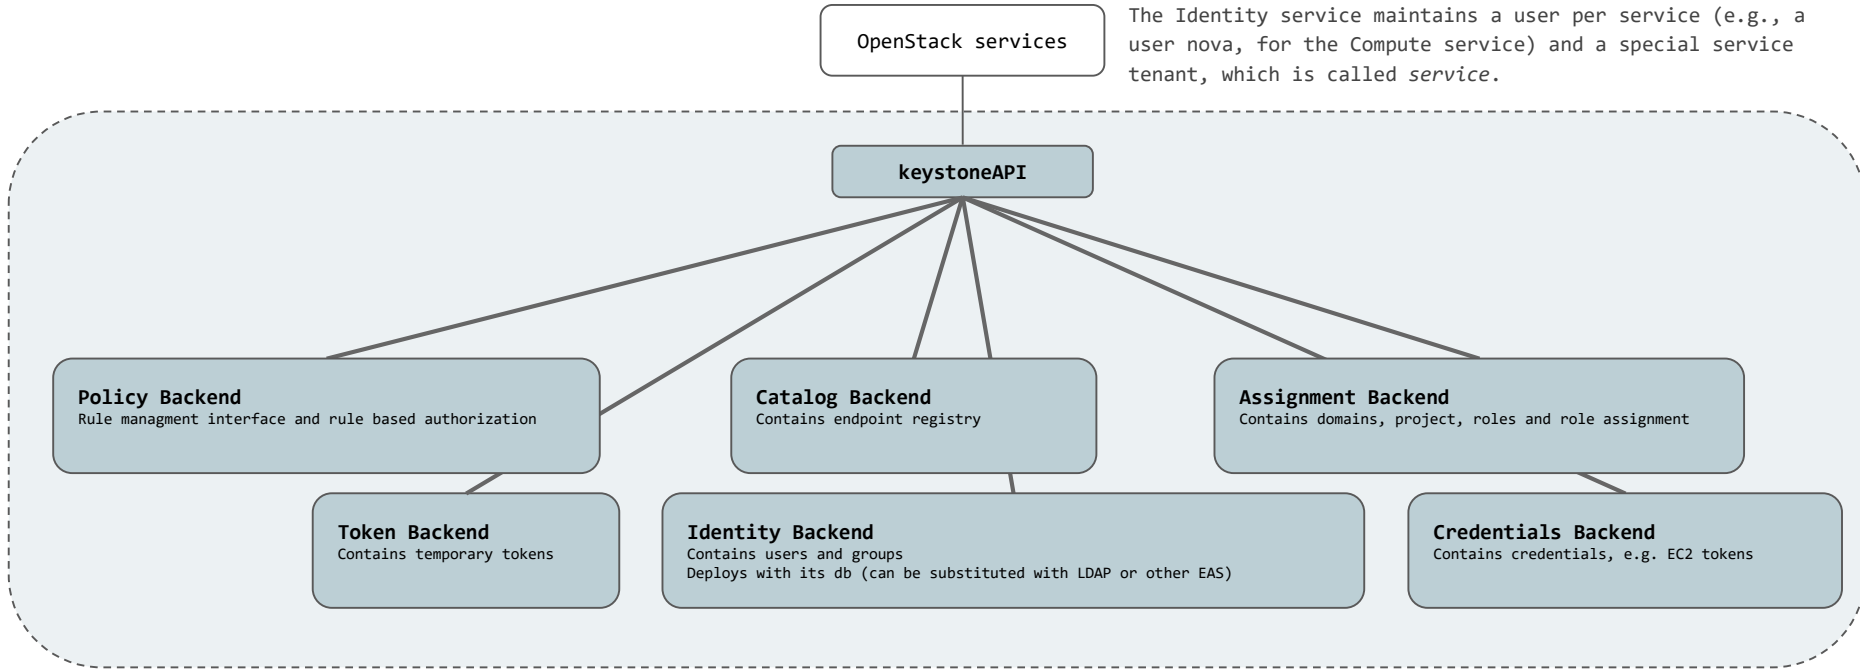 OpenStack services
The Identity service maintains a user per service (e.g., a
user nova, for the Compute service) and a special service
tenant, which is called service.
keystoneAPI
Policy Backend
Rule managment interface and rule based authorization
Catalog Backend
Contains endpoint registry
Assignment Backend
Contains domains, project, roles and role assignment
Token Backend
Contains temporary tokens
Identity Backend
Contains users and groups
Deploys with its db (can be substituted with LDAP or other EAS)
Credentials Backend
Contains credentials, e.g. EC2 tokens